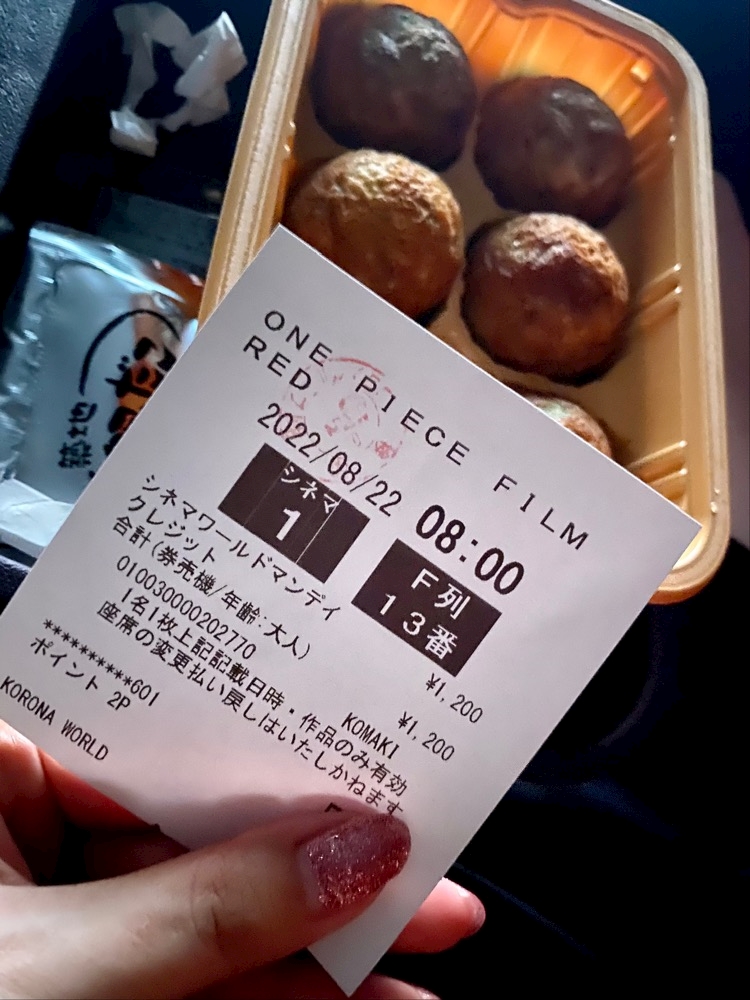 ONE PIECE FILM
RED
2022/08/22 08:00
シネマ
1
F列
13番
シネマワールドマンデイ
¥1,200
クレジット
¥1,200
合計(券売機/年齢:大人)
010030000202770
KOMAKI
1名1枚上記記載日時・作品のみ有効
座席の変更払い戻しはいたしかねます
**********601
ポイント 2P
KORONA WORLD
築地